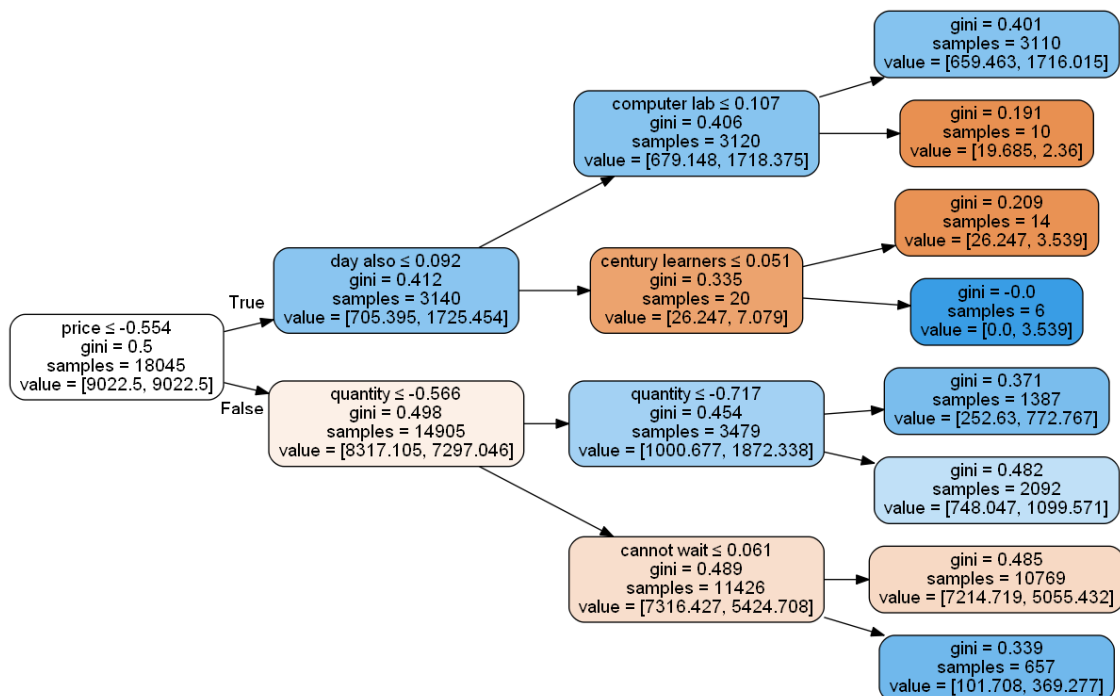 price ≤ -0.554
gini = 0.5
samples = 18045
value = [9022.5, 9022.5]
True
False
day also ≤ 0.092
gini = 0.412
samples = 3140
value = [705.395, 1725.454]
quantity ≤ -0.566
gini = 0.498
samples = 14905
value = [8317.105, 7297.046]
computer lab ≤ 0.107
gini = 0.406
samples = 3120
value = [679.148, 1718.375]
century learners ≤ 0.051
gini = 0.335
samples = 20
value = [26.247, 7.079]
quantity ≤ -0.717
gini = 0.454
samples = 3479
value = [1000.677, 1872.338]
cannot wait ≤ 0.061
gini = 0.489
samples = 11426
value = [7316.427, 5424.708]
gini = 0.401
samples = 3110
value = [659.463, 1716.015]
gini = 0.191
samples = 10
value = [19.685, 2.36]
gini = 0.209
samples = 14
value = [26.247, 3.539]
gini = -0.0
samples = 6
value = [0.0, 3.539]
gini = 0.371
samples = 1387
value = [252.63, 772.767]
gini = 0.482
samples = 2092
value = [748.047, 1099.571]
gini = 0.485
samples = 10769
value = [7214.719, 5055.432]
gini = 0.339
samples = 657
value = [101.708, 369.277]